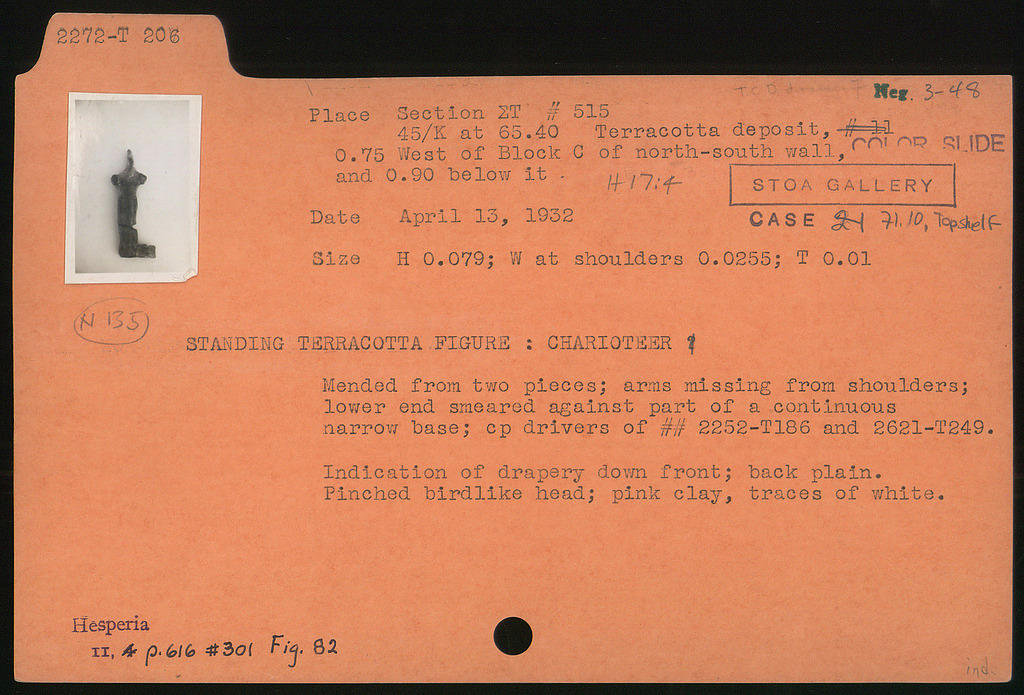 2272-T 206
Neg. 3-48
Place Section ΣT # 515
45/K at 65.40 Terracotta deposit, # 11
COLOR SLIDE
0.75 West of Block C of north-south wall,
and 0.90 below it.
H 17:4
STOA GALLERY
CASE 71.10, Top shelf
Date April 13, 1932
Size H 0.079; W at shoulders 0.0255; T 0.01
N 135
STANDING TERRACOTTA FIGURE : CHARIOTEER
Mended from two pieces; arms missing from shoulders;
lower end smeared against part of a continuous
narrow base; cp drivers of ## 2252-T186 and 2621-T249.
Indication of drapery down front; back plain.
Pinched birdlike head; pink clay, traces of white.
Hesperia
II, 4 p.616 #301 Fig. 82
ind.